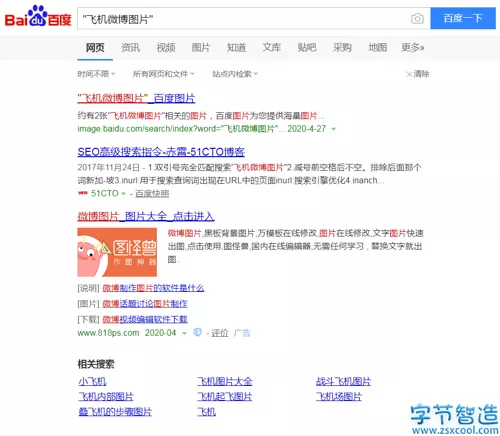 Bai 百度
"飞机微博图片"
百度一下
网页 资讯 视频 图片 知道 文库 贴吧 采购 地图 更多»
时间不限 所有网页和文件 站点内检索 清除
"飞机微博图片"_百度图片
约有2张"飞机微博图片"相关的图片，百度图片为您提供海量图片...
image.baidu.com/search/index?word="飞机微博图片"... 2020-4-27
SEO高级搜索指令-赤霄-51CTO博客
2017年11月24日 - 1.双引号完全匹配搜索"飞机微博图片"2.减号前空格后不空。排除后面那个
词新加-坡3.inurl:用于搜索查询词出现在URL中的页面inurl:搜索引擎优化4.inanch...
51CTO - 百度快照
微博图片_图片大全_点击进入
微博图片,黑板背景图片,万模板在线修改,图片在线修改,文字图片快速
出图,点击使用,图怪兽,国内在线编辑器,无需任何学习，替换文字就出
图..
图怪兽
作图神器
[说明] 微博制作图片的软件是什么
[图片] 微博话题讨论图片制作
[下载] 微博视频编辑软件下载
www.818ps.com 2020-04 - 评价 广告
相关搜索
小飞机 飞机图片大全 战斗飞机图片
飞机内部图片 飞机起飞图片 飞机场图片
叠飞机的步骤图片 飞机
字节智造
www.zsxcool.com